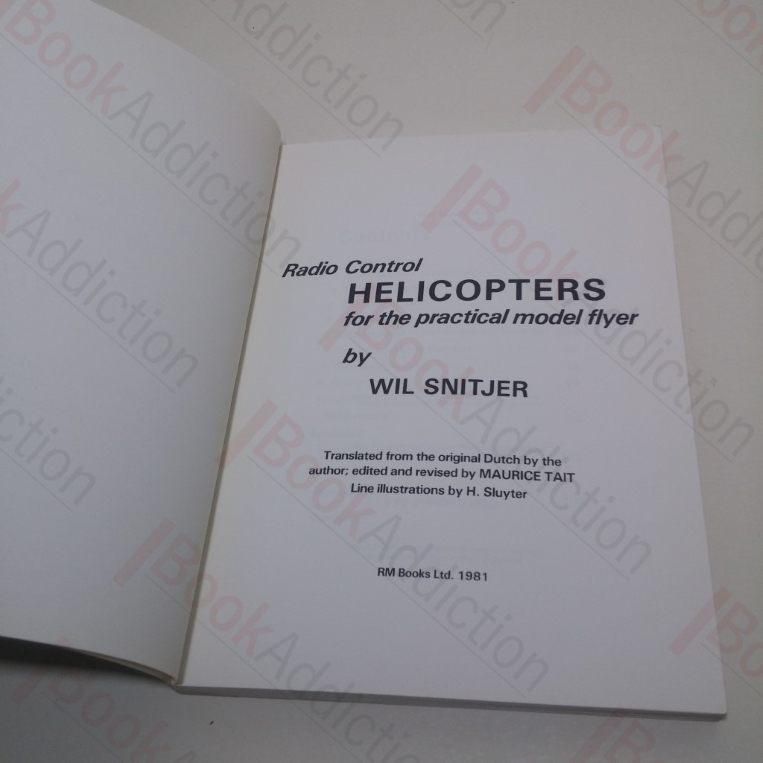 Radio Control
HELICOPTERS
for the practical model flyer
by
WIL SNITJER
Translated from the original Dutch by the
author; edited and revised by MAURICE TAIT
Line illustrations by H. Sluyter
RM Books Ltd. 1981
BookAddiction